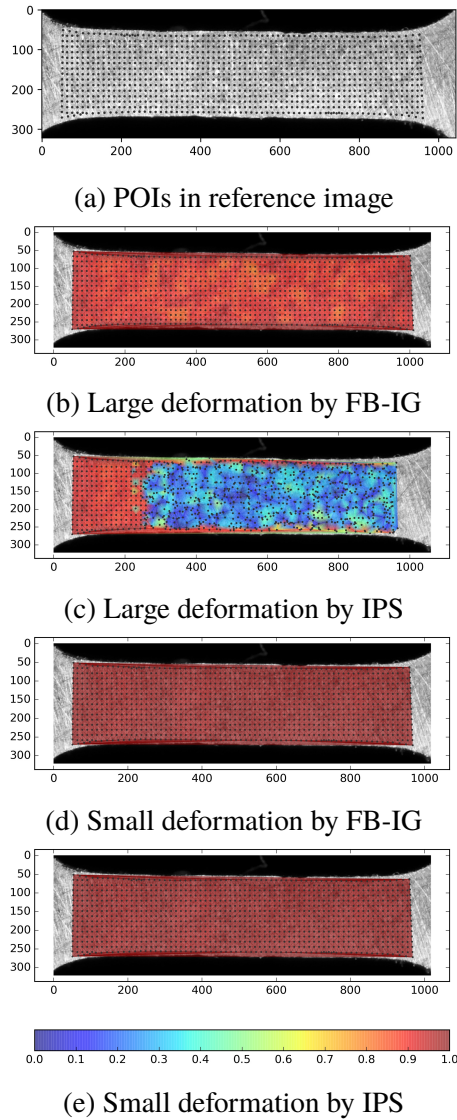 0
100
200
300
0 200 400 600 800 1000
(a) POIs in reference image
0
50
100
150
200
250
300
0 200 400 600 800 1000
(b) Large deformation by FB-IG
0
50
100
150
200
250
300
0 200 400 600 800 1000
(c) Large deformation by IPS
0
50
100
150
200
250
300
0 200 400 600 800 1000
(d) Small deformation by FB-IG
0
50
100
150
200
250
300
0 200 400 600 800 1000
0.0 0.1 0.2 0.3 0.4 0.5 0.6 0.7 0.8 0.9 1.0
(e) Small deformation by IPS